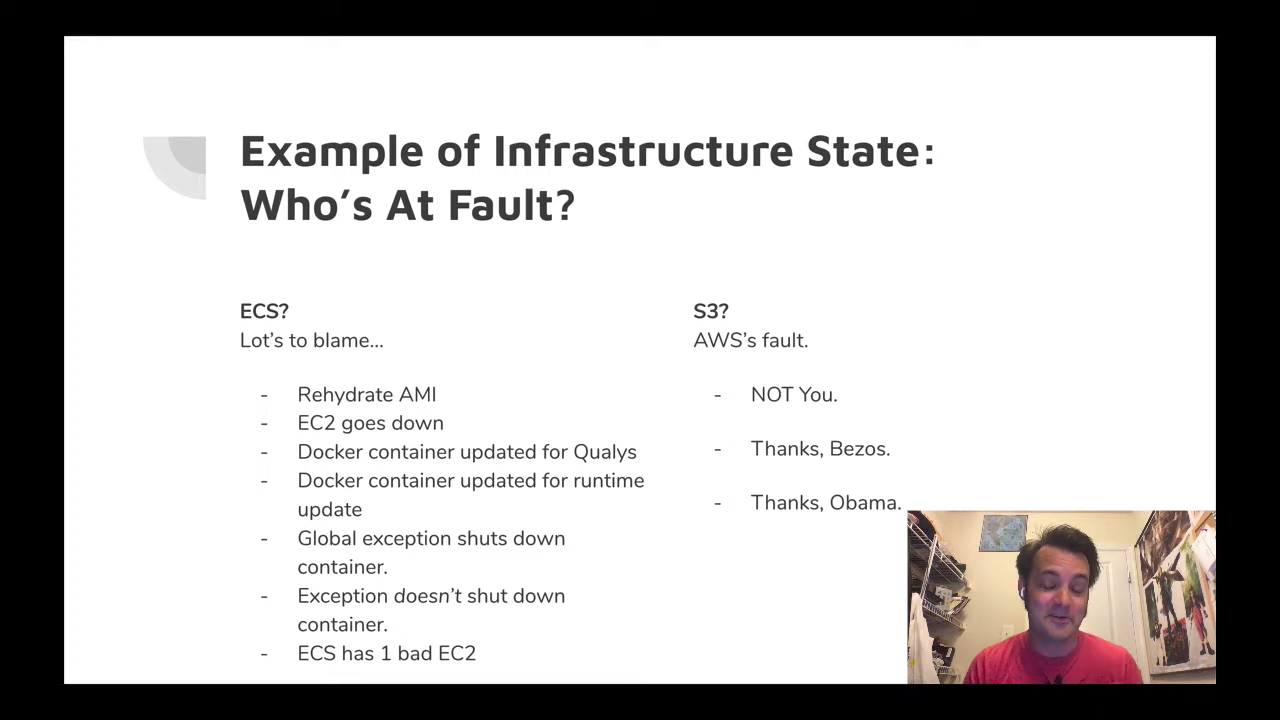 Example of Infrastructure State:
Who's At Fault?
ECS?
Lot's to blame...
- Rehydrate AMI
- EC2 goes down
- Docker container updated for Qualys
- Docker container updated for runtime
update
- Global exception shuts down
container.
- Exception doesn't shut down
container.
- ECS has 1 bad EC2
S3?
AWS's fault.
- NOT You.
- Thanks, Bezos.
- Thanks, Obama.